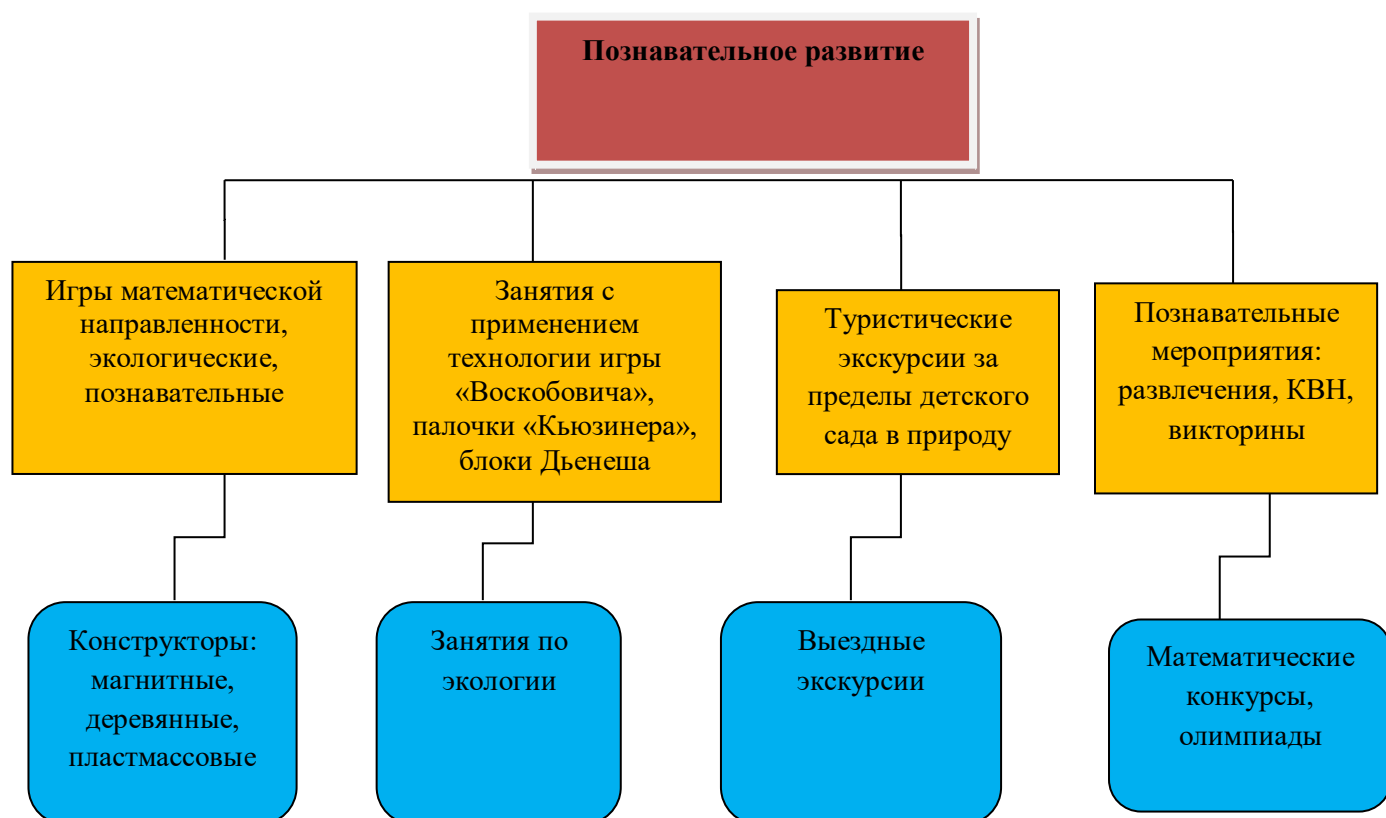 Познавательное развитие
Игры математической
направленности,
экологические,
познавательные
Занятия с
применением
технологии игры
«Воскобовича»,
палочки «Кьюзинера»,
блоки Дьенеша
Туристические
экскурсии за
пределы детского
сада в природу
Познавательные
мероприятия:
развлечения, КВН,
викторины
Конструкторы:
магнитные,
деревянные,
пластмассовые
Занятия по
экологии
Выездные
экскурсии
Математические
конкурсы,
олимпиады